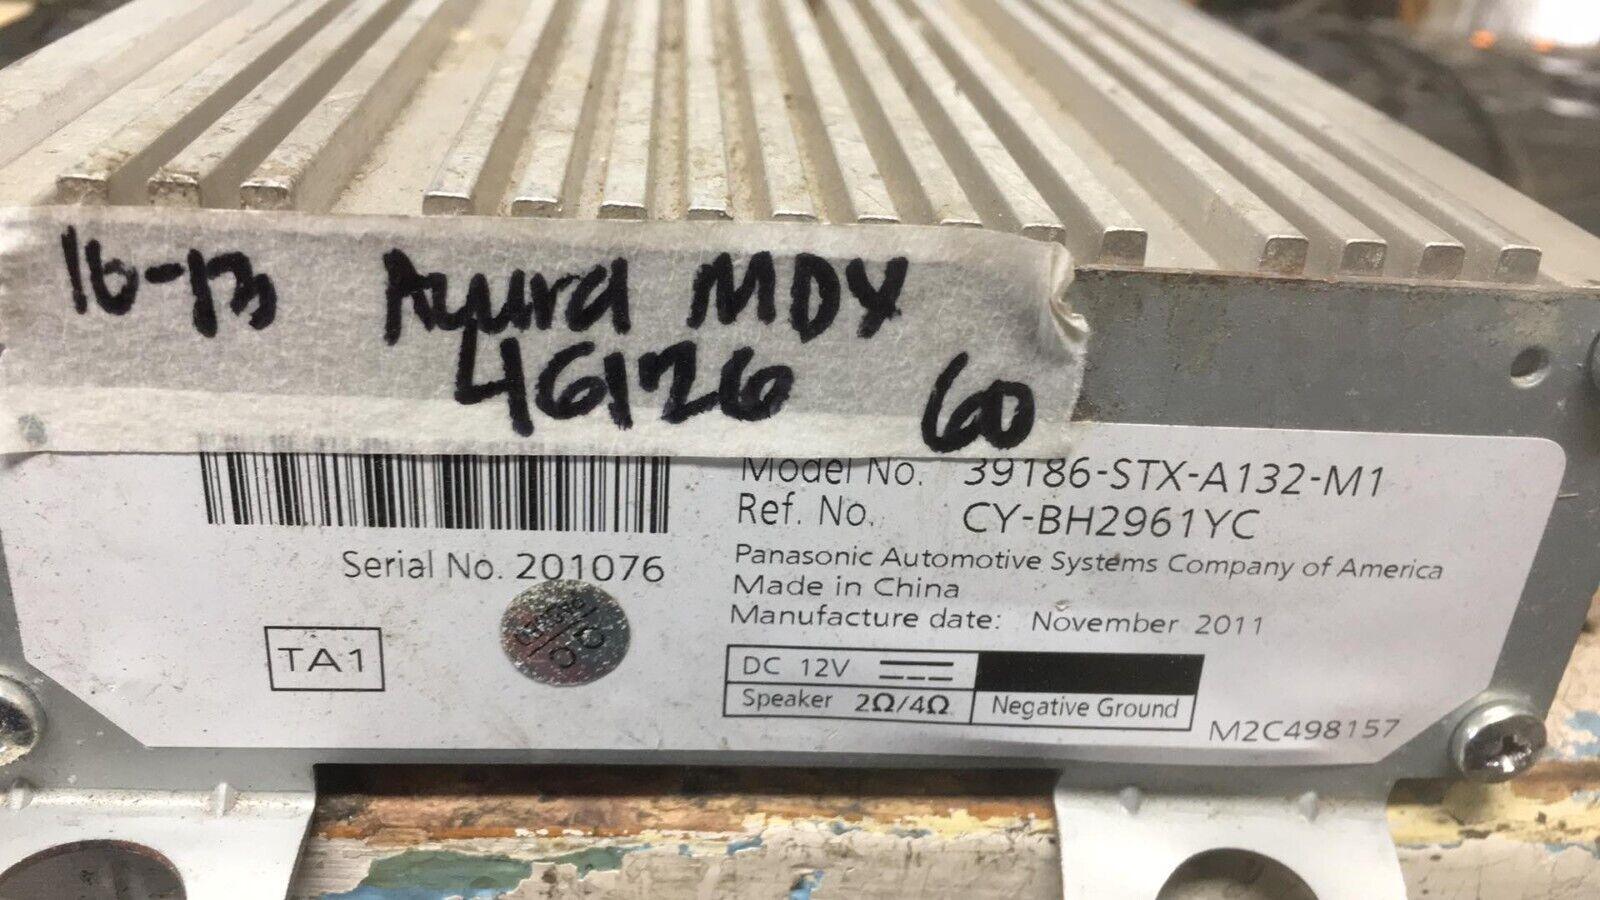 10-13 Acura MDX
46126 60
Model No. 39186-STX-A132-M1
Ref. No. CY-BH2961YC
Serial No. 201076
Panasonic Automotive Systems Company of America
Made in China
Manufacture date: November 2011
TA1
DC 12V
Speaker 2Ω/4Ω Negative Ground
M2C498157